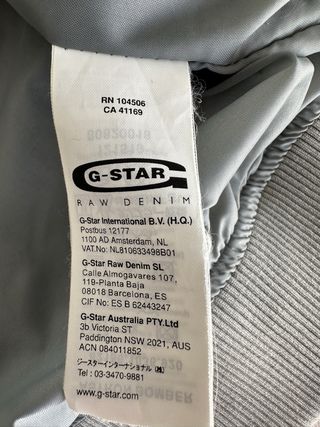 RN 104506
CA 41169
G-STAR
RAW DENIM
G-Star International B.V. (H.Q.)
Postbus 12177
1100 AD Amsterdam, NL
VAT.No: NL810633498B01
G-Star Raw Denim SL
Calle Almogavares 107,
119-Planta Baja
08018 Barcelona, ES
CIF No: ES B 62443247
G-Star Australia PTY.Ltd
3b Victoria ST
Paddington NSW 2021, AUS
ACN 084011852
ジースターインターナショナル (株)
Tel : 03-3470-9881
www.g-star.com